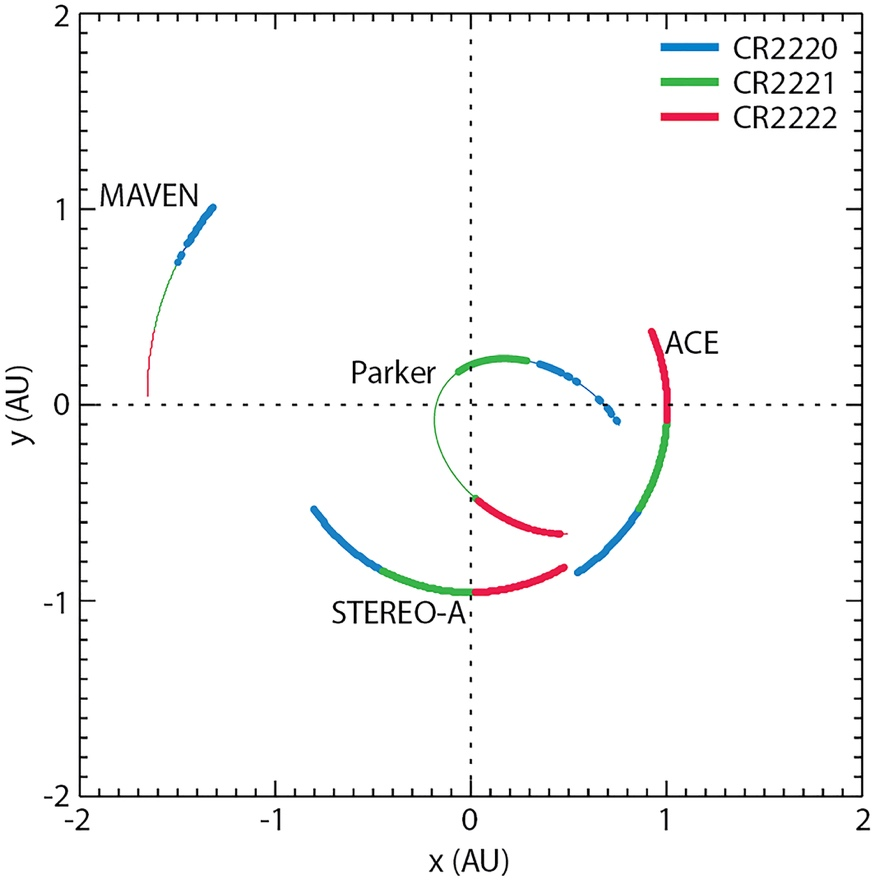 2
CR2220
CR2221
CR2222
MAVEN
1
ACE
Parker
y (AU)
0
STEREO-A
-1
-2
-2
-1
0
1
2
x (AU)